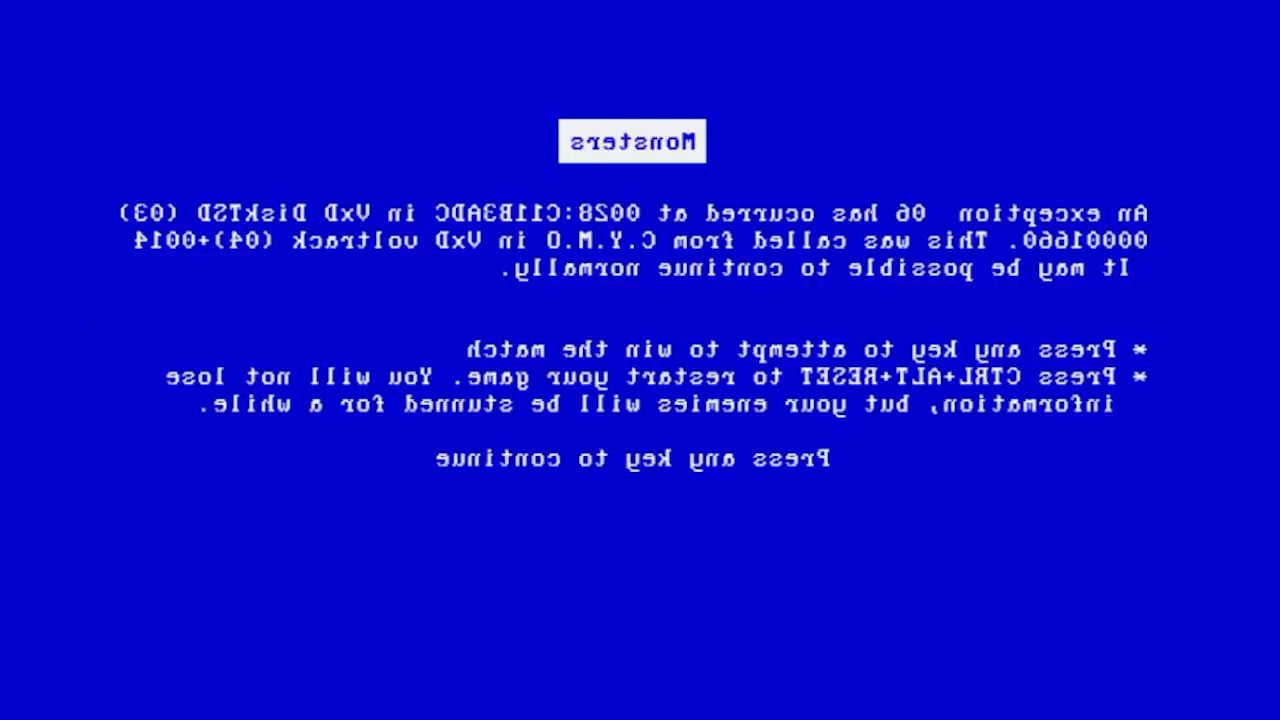 Monsters
An exception 06 has ocurred at 0028:C11B3ADC in VxD DiskTSD (03)
00001660. This was called from C.Y.M.O in VxD voltrack (04)+0014
It may be possible to continue normally.
* Press any key to attempt to win the match
* Press CTRL+ALT+RESET to restart your game. You will not lose
information, but your enemies will be stunned for a while.
Press any key to continue